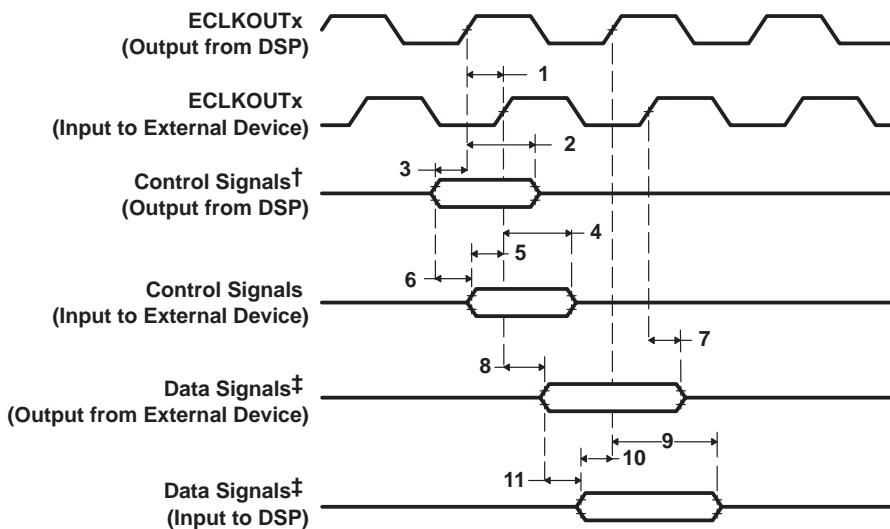 ECLKOUTx
(Output from DSP)
1
ECLKOUTx
(Input to External Device)
2
3
Control Signals†
(Output from DSP)
4
5
6
Control Signals
(Input to External Device)
7
8
Data Signals‡
(Output from External Device)
9
10
11
Data Signals‡
(Input to DSP)